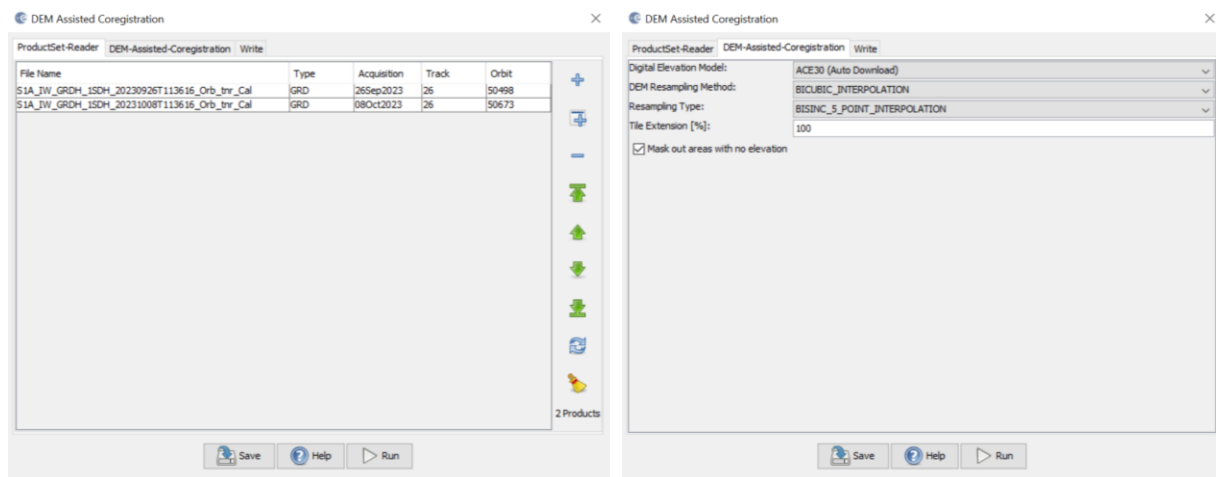 DEM Assisted Coregistration
ProductSet-Reader DEM-Assisted-Coregistration Write
File Name Type Acquisition Track Orbit
S1A_IW_GRDH_1SDH_20230926T113616_Orb_tnr_Cal GRD 26Sep2023 26 50498
S1A_IW_GRDH_1SDH_20231008T113616_Orb_tnr_Cal GRD 08Oct2023 26 50673
2 Products
Save Help Run
DEM Assisted Coregistration
ProductSet-Reader DEM-Assisted-Coregistration Write
Digital Elevation Model: ACE30 (Auto Download)
DEM Resampling Method: BICUBIC_INTERPOLATION
Resampling Type: BISINC_5_POINT_INTERPOLATION
Tile Extension [%]: 100
Mask out areas with no elevation
Save Help Run